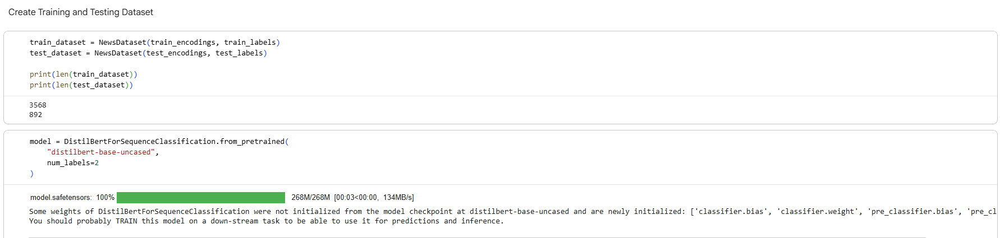 Create Training and Testing Dataset
train_dataset = NewsDataset(train_encodings, train_labels)
test_dataset = NewsDataset(test_encodings, test_labels)
print(len(train_dataset))
print(len(test_dataset))
3568
892
model = DistilBertForSequenceClassification.from_pretrained(
"distilbert-base-uncased",
num_labels=2
)
model.safetensors: 100% 268M/268M [00:03<00:00, 134MB/s]
Some weights of DistilBertForSequenceClassification were not initialized from the model checkpoint at distilbert-base-uncased and are newly initialized: ['classifier.bias', 'classifier.weight', 'pre_classifier.bias', 'pre_cl
You should probably TRAIN this model on a down-stream task to be able to use it for predictions and inference.